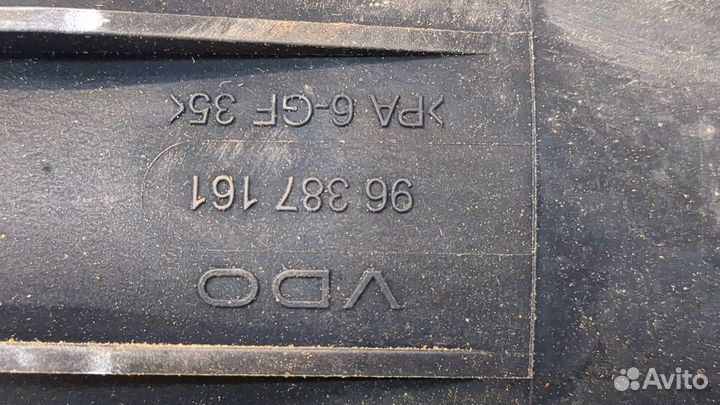 VDO
96 387 161
>PA 6-GF 35<
Avito